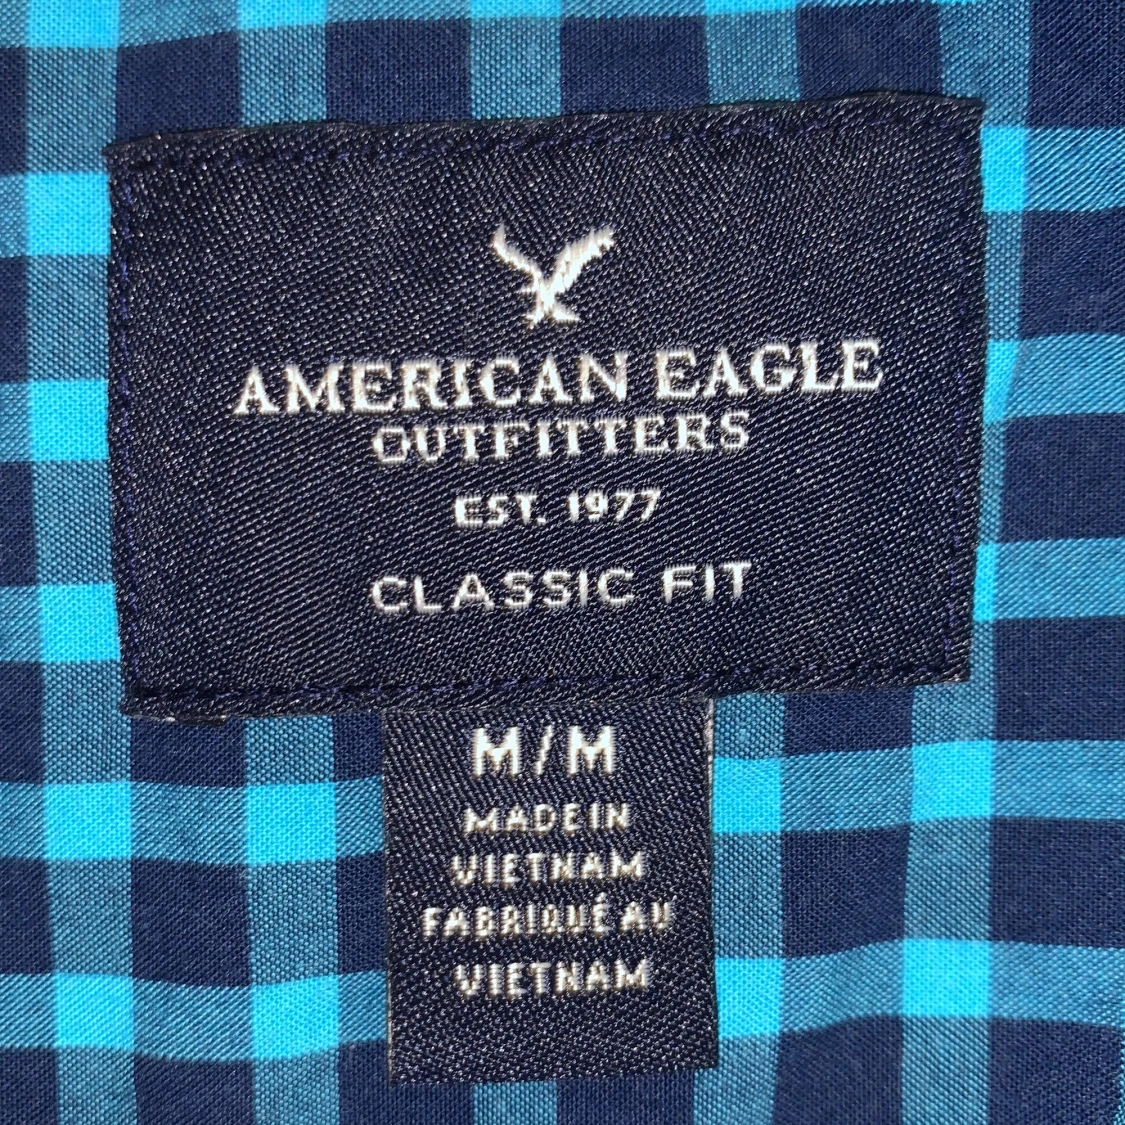 AMERICAN EAGLE
OUTFITTERS
EST. 1977
CLASSIC FIT
M/M
MADE IN
VIETNAM
FABRIQUÉ AU
VIETNAM